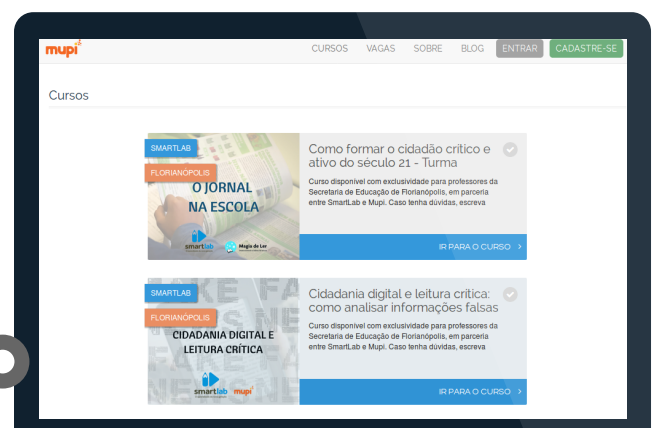 mupi
CURSOS VAGAS SOBRE BLOG ENTRAR CADASTRE-SE
Cursos
SMARTLAB
FLORIANÓPOLIS
O JORNAL
NA ESCOLA
smartlab Magia de Ler
Como formar o cidadão crítico e
ativo do século 21 - Turma
Curso disponível com exclusividade para professores da
Secretaria de Educação de Florianópolis, em parceria
entre SmartLab e Mupi. Caso tenha dúvidas, escreva
IR PARA O CURSO >
SMARTLAB
FLORIANÓPOLIS
CIDADANIA DIGITAL E
LEITURA CRÍTICA
smartlab mupi
Cidadania digital e leitura crítica:
como analisar informações falsas
Curso disponível com exclusividade para professores da
Secretaria de Educação de Florianópolis, em parceria
entre SmartLab e Mupi. Caso tenha dúvidas, escreva
IR PARA O CURSO >